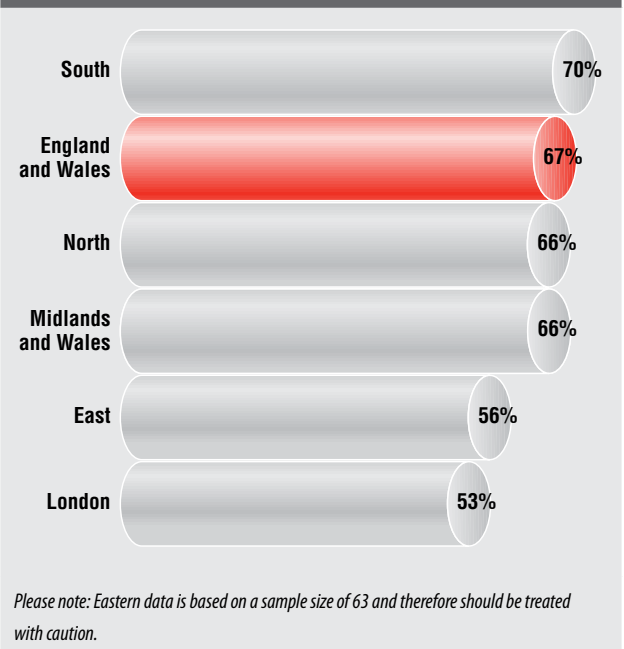 South
70%
England
and Wales
67%
North
66%
Midlands
and Wales
66%
East
56%
London
53%
Please note: Eastern data is based on a sample size of 63 and therefore should be treated
with caution.